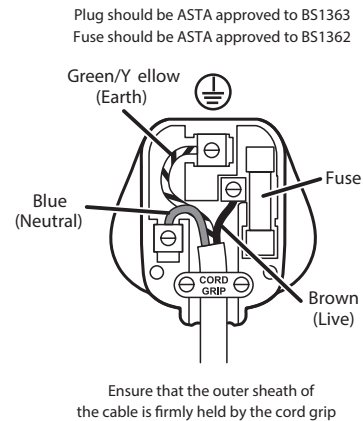 Plug should be ASTA approved to BS1363
Fuse should be ASTA approved to BS1362
Green/Y ellow
(Earth)
Fuse
Blue
(Neutral)
CORD
GRIP
Brown
(Live)
Ensure that the outer sheath of
the cable is firmly held by the cord grip